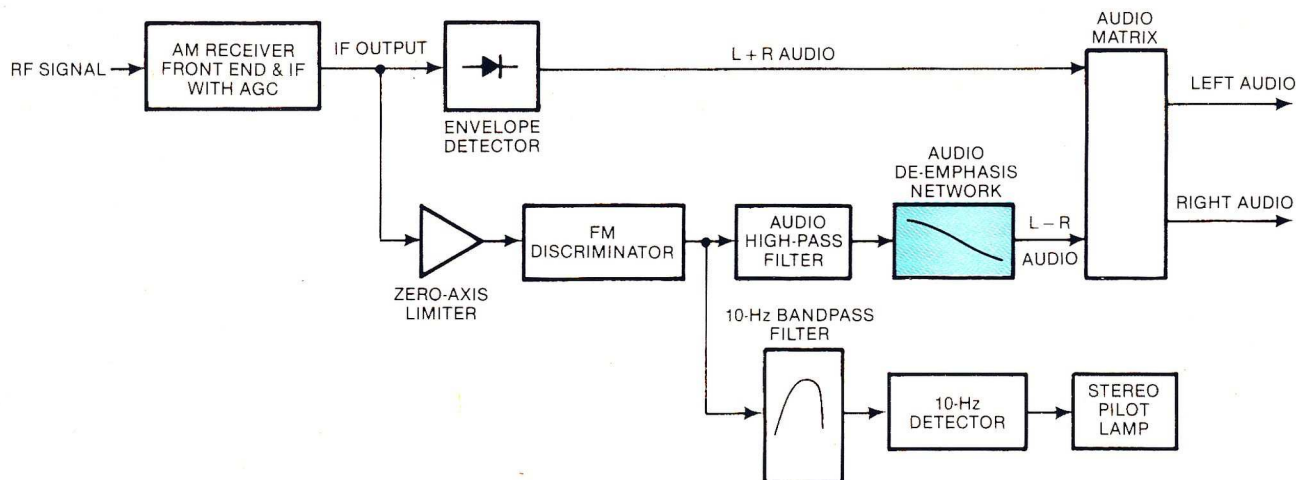 RF SIGNAL
AM RECEIVER
FRONT END & IF
WITH AGC
IF OUTPUT
ENVELOPE
DETECTOR
L + R AUDIO
AUDIO
MATRIX
LEFT AUDIO
RIGHT AUDIO
ZERO-AXIS
LIMITER
FM
DISCRIMINATOR
AUDIO
HIGH-PASS
FILTER
AUDIO
DE-EMPHASIS
NETWORK
L – R
AUDIO
10-Hz BANDPASS
FILTER
10-Hz
DETECTOR
STEREO
PILOT
LAMP